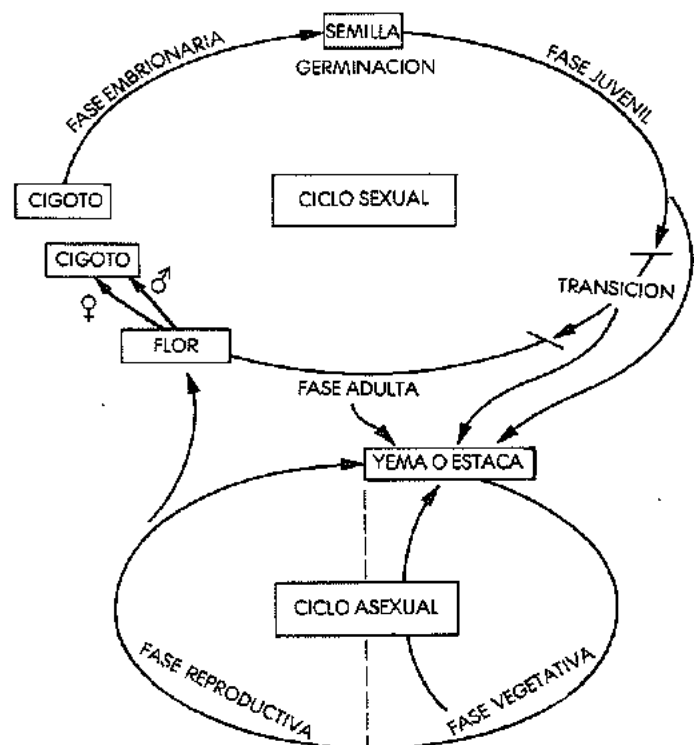 SEMILLA
GERMINACION
FASE EMBRIONARIA
FASE JUVENIL
CIGOTO
CICLO SEXUAL
CIGOTO
♀
♂
TRANSICION
FLOR
FASE ADULTA
YEMA O ESTACA
CICLO ASEXUAL
FASE REPRODUCTIVA
FASE VEGETATIVA